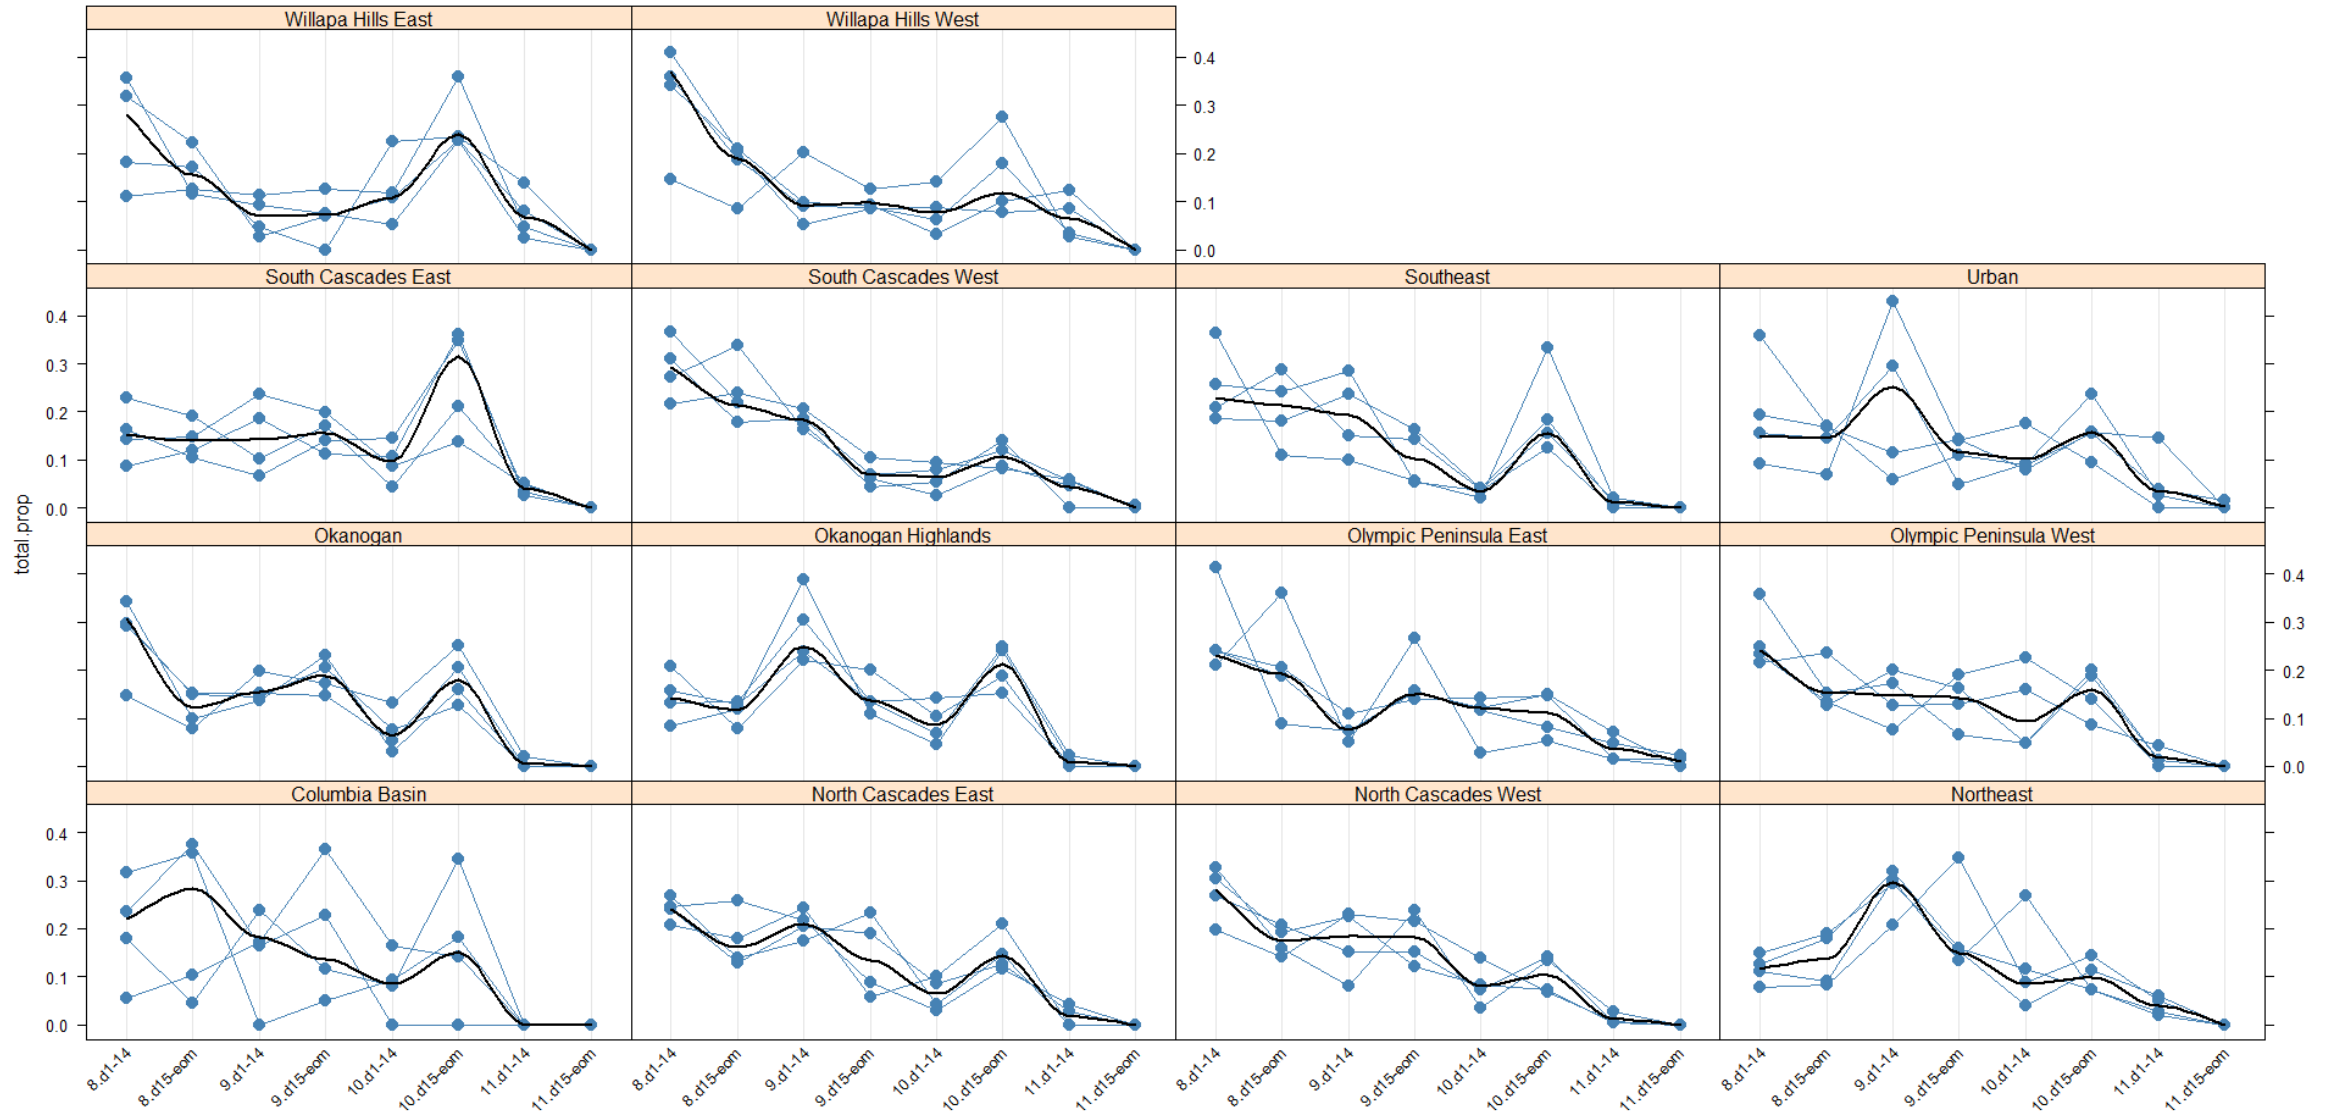 Willapa Hills East
Willapa Hills West
0.4
0.3
0.2
0.1
0.0
South Cascades East
South Cascades West
Southeast
Urban
0.4
0.3
0.2
0.1
0.0
total.prop
Okanogan
Okanogan Highlands
Olympic Peninsula East
Olympic Peninsula West
0.4
0.3
0.2
0.1
0.0
Columbia Basin
North Cascades East
North Cascades West
Northeast
0.4
0.3
0.2
0.1
0.0
8.d1-14
8.d15-eom
9.d1-14
9.d15-eom
10.d1-14
10.d15-eom
11.d1-14
11.d15-eom
8.d1-14
8.d15-eom
9.d1-14
9.d15-eom
10.d1-14
10.d15-eom
11.d1-14
11.d15-eom
8.d1-14
8.d15-eom
9.d1-14
9.d15-eom
10.d1-14
10.d15-eom
11.d1-14
11.d15-eom
8.d1-14
8.d15-eom
9.d1-14
9.d15-eom
10.d1-14
10.d15-eom
11.d1-14
11.d15-eom